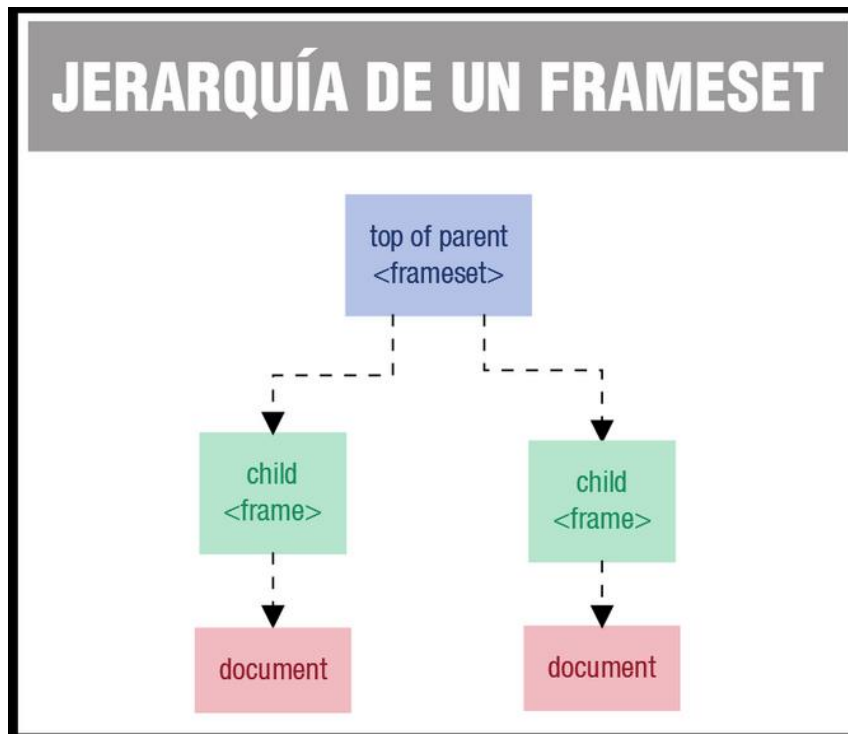 JERARQUÍA DE UN FRAMESET
top of parent
<frameset>
child
<frame>
child
<frame>
document
document